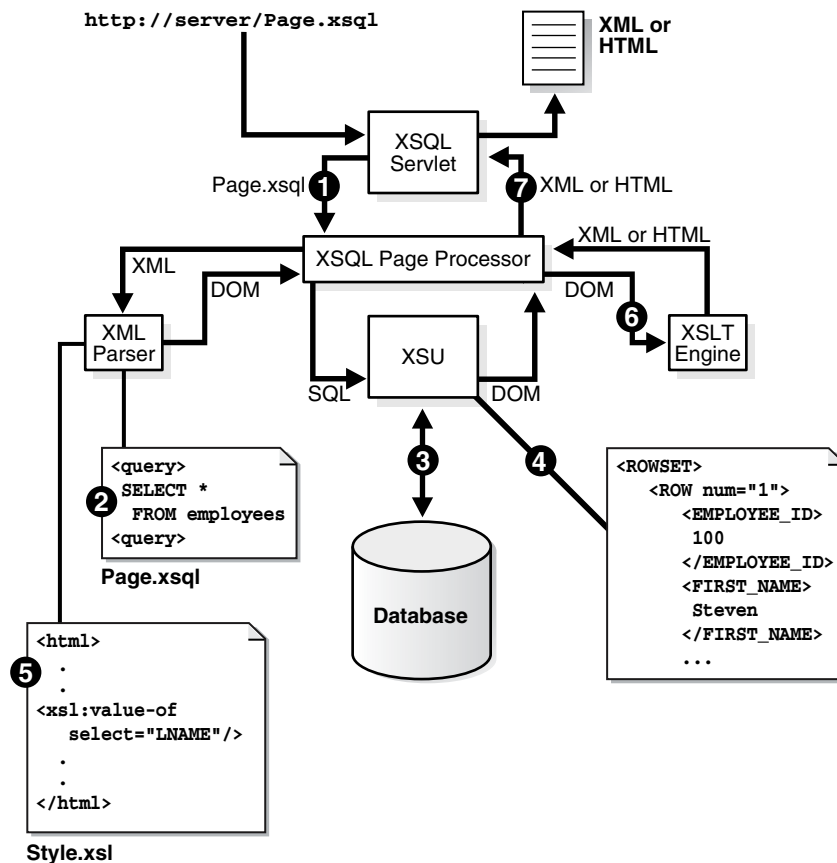 http://server/Page.xsql
XML or
HTML
XSQL
Servlet
Page.xsql
1
7
XML or HTML
XSQL Page Processor
XML or HTML
XML
DOM
DOM
6
XML
Parser
XSU
XSLT
Engine
SQL
DOM
3
4
2
<query>
SELECT *
FROM employees
<query>
Page.xsql
Database
<ROWSET>
<ROW num="1">
<EMPLOYEE_ID>
100
</EMPLOYEE_ID>
<FIRST_NAME>
Steven
</FIRST_NAME>
...
5
<html>
.
.
<xsl:value-of
select="LNAME"/>
.
.
</html>
Style.xsl